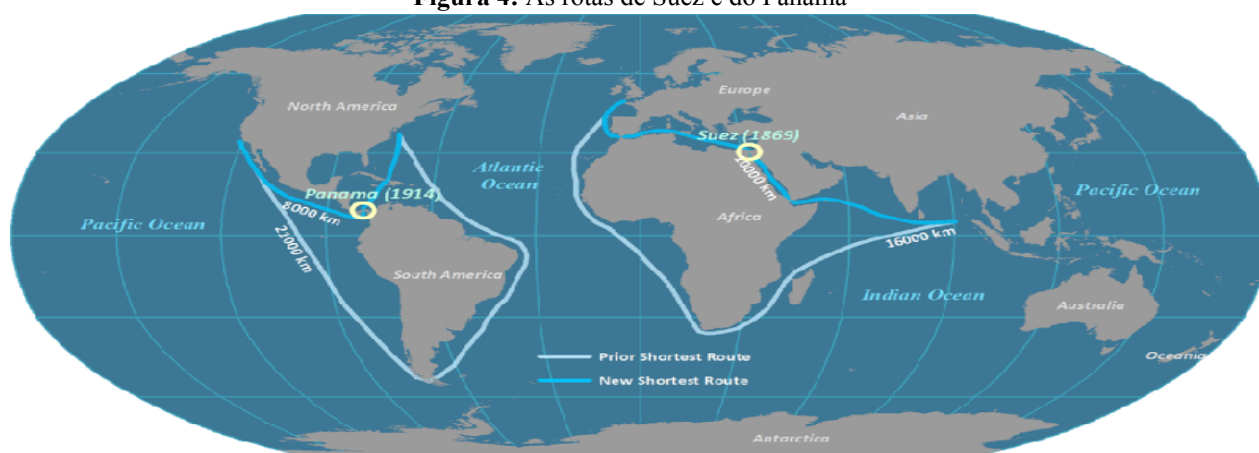 Figura 4: As rotas de Suez e do Panamá
North America
Europe
Asia
Suez (1869)
10000 km
Atlantic
Ocean
Panama (1914)
8000 km
21000 km
Pacific Ocean
Africa
Pacific Ocean
16000 km
South America
Indian Ocean
Australia
Prior Shortest Route
New Shortest Route
Oceania
Antarctica